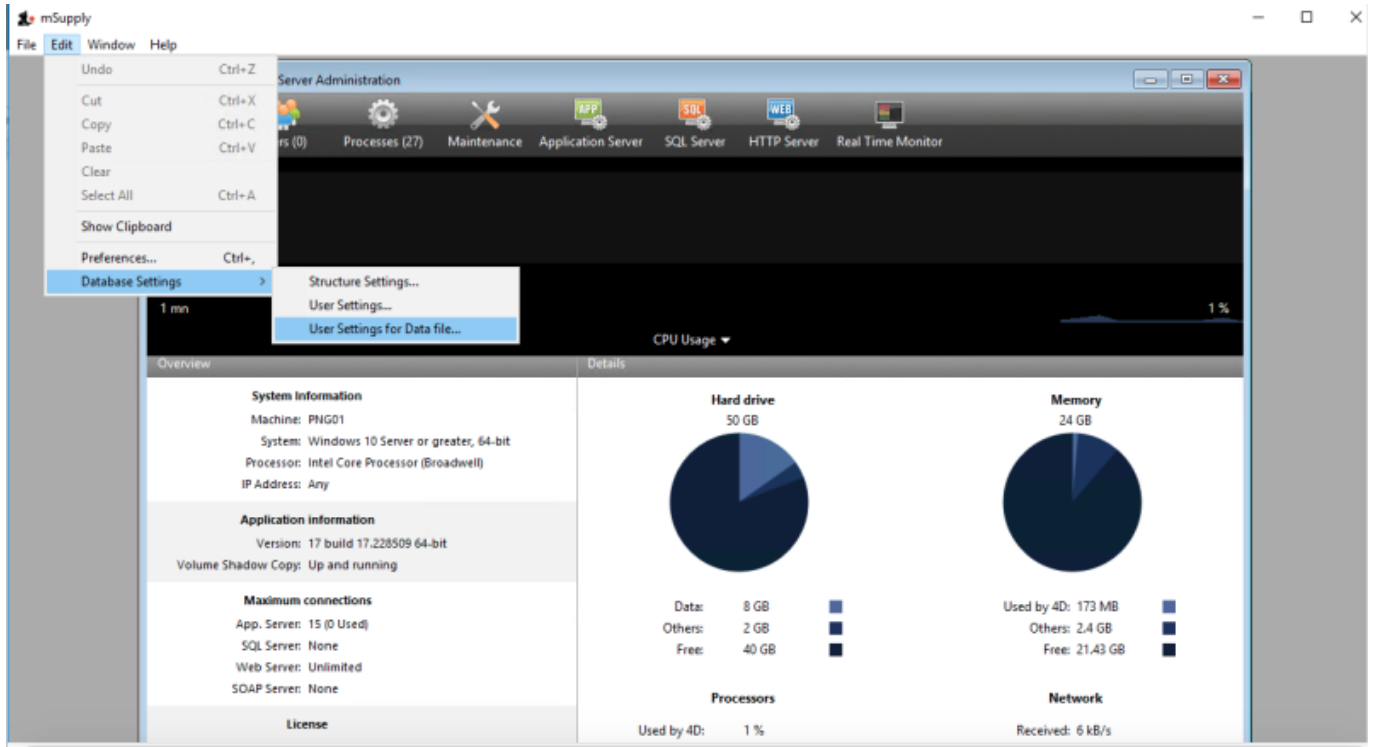 mSupply
File Edit Window Help
Undo Ctrl+Z
Cut Ctrl+X
Copy Ctrl+C
Paste Ctrl+V
Clear
Select All Ctrl+A
Show Clipboard
Preferences... Ctrl+,
Database Settings >
Structure Settings...
User Settings...
User Settings for Data file...
Server Administration
rs (0) Processes (27) Maintenance Application Server SQL Server HTTP Server Real Time Monitor
APP SQL WEB
1 mn 1 %
CPU Usage
Overview Details
System Information
Machine: PNG01
System: Windows 10 Server or greater, 64-bit
Processor: Intel Core Processor (Broadwell)
IP Address: Any
Application information
Version: 17 build 17.228509 64-bit
Volume Shadow Copy: Up and running
Maximum connections
App. Server: 15 (0 Used)
SQL Server: None
Web Server: Unlimited
SOAP Server: None
License
Hard drive
50 GB
Data: 8 GB
Others: 2 GB
Free: 40 GB
Processors
Used by 4D: 1 %
Memory
24 GB
Used by 4D: 173 MB
Others: 2.4 GB
Free: 21.43 GB
Network
Received: 6 kB/s